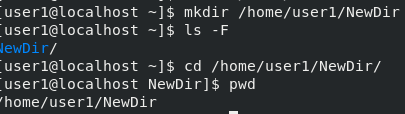 [user1@localhost ~]$ mkdir /home/user1/NewDir
[user1@localhost ~]$ ls -F
NewDir/
[user1@localhost ~]$ cd /home/user1/NewDir/
[user1@localhost NewDir]$ pwd
/home/user1/NewDir